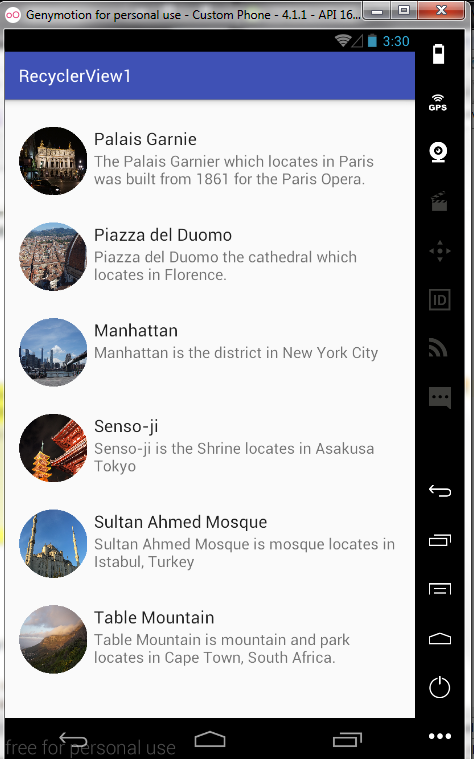 Genymotion for personal use - Custom Phone - 4.1.1 - API 16...
3:30
RecyclerView1
GPS
Palais Garnie
The Palais Garnier which locates in Paris
was built from 1861 for the Paris Opera.
Piazza del Duomo
Piazza del Duomo the cathedral which
locates in Florence.
ID
Manhattan
Manhattan is the district in New York City
Senso-ji
Senso-ji is the Shrine locates in Asakusa
Tokyo
Sultan Ahmed Mosque
Sultan Ahmed Mosque is mosque locates in
Istabul, Turkey
Table Mountain
Table Mountain is mountain and park
locates in Cape Town, South Africa.
free for personal use